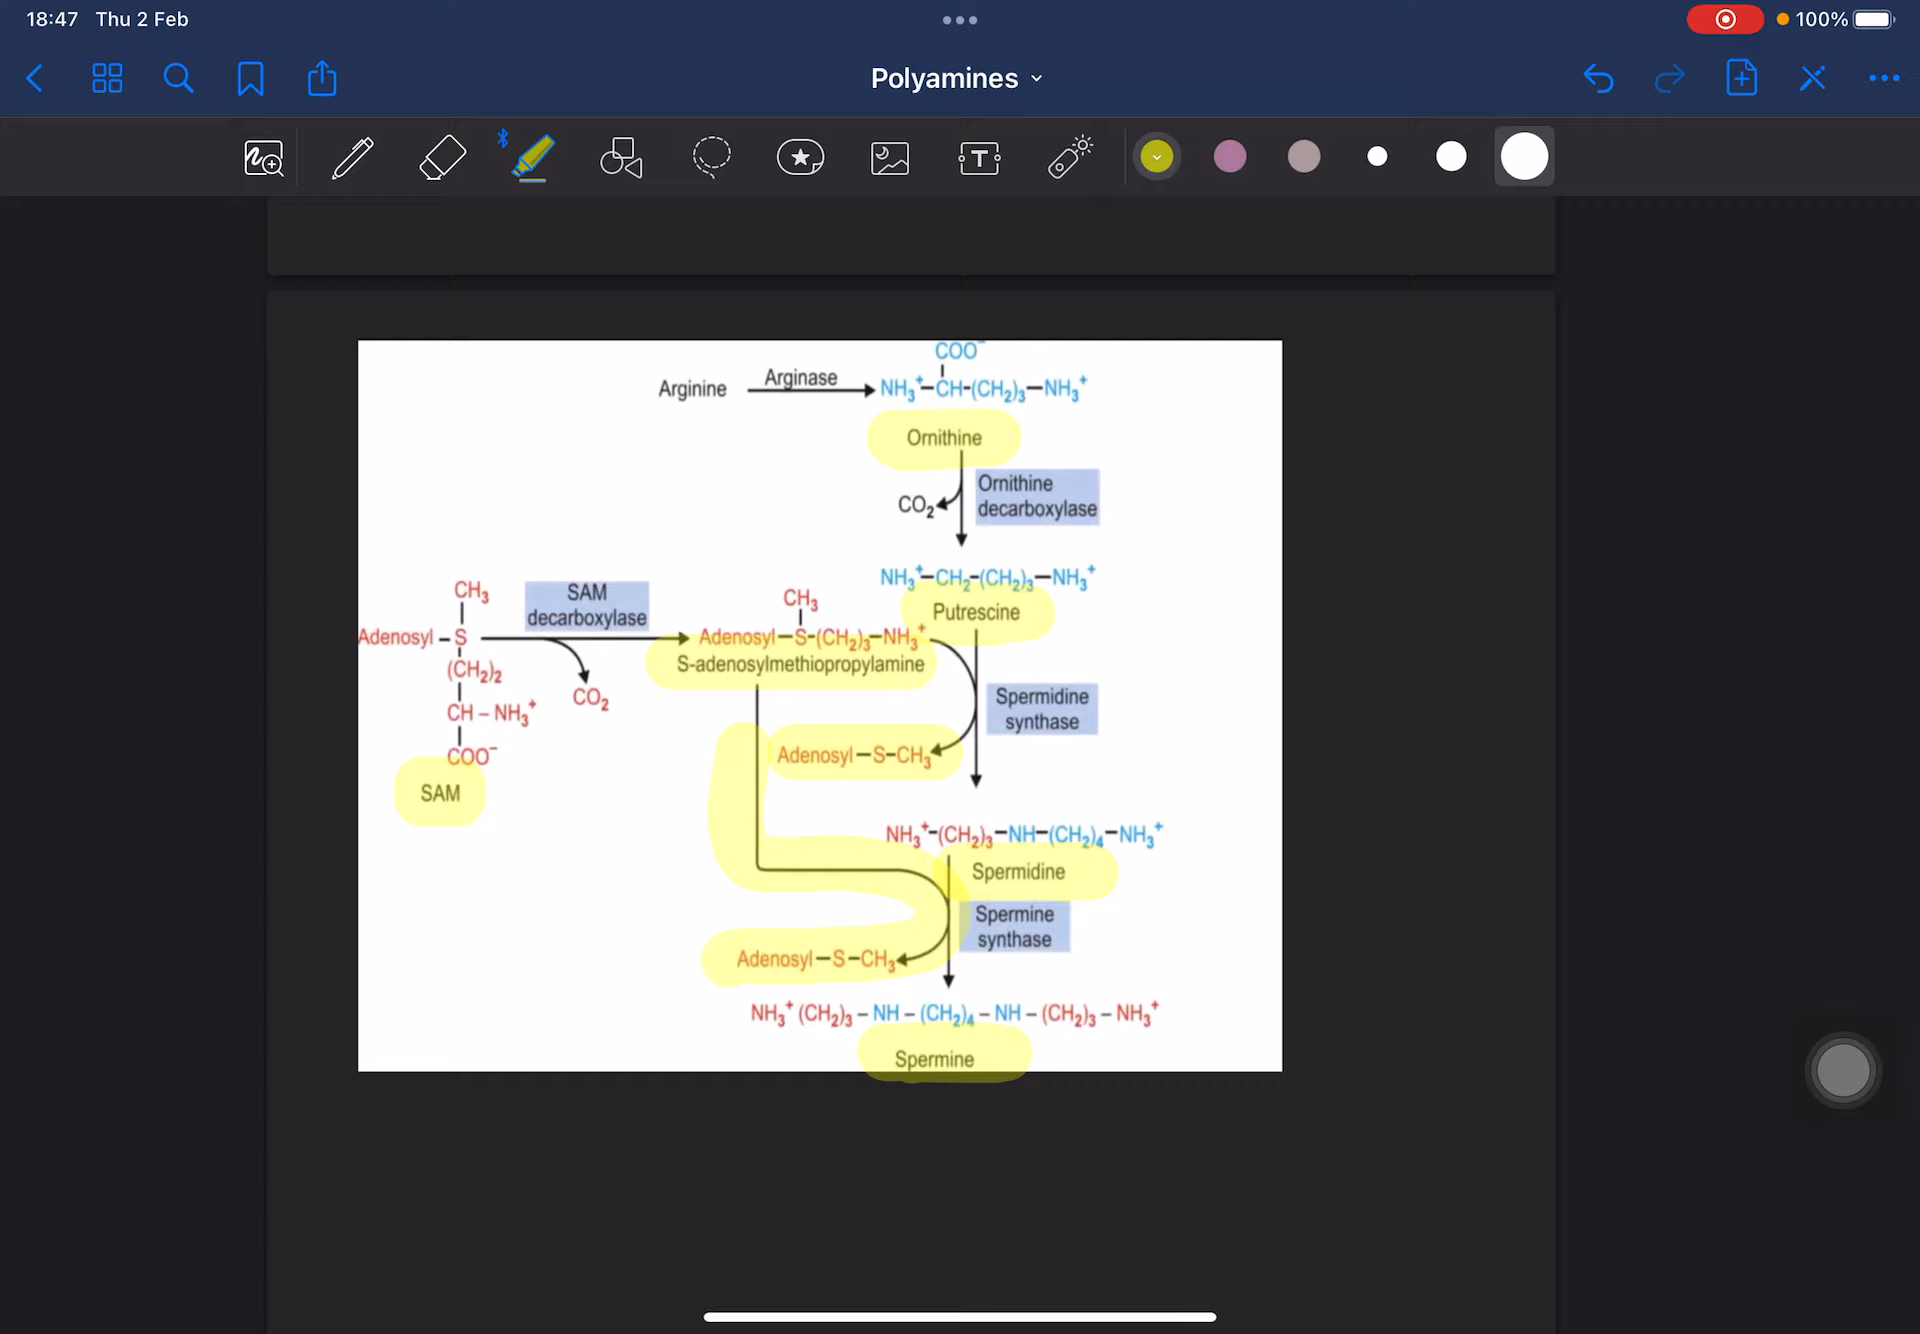 18:47 Thu 2 Feb
100%
Polyamines
T
COO⁻
Arginine Arginase NH₃⁺–CH-(CH₂)₃–NH₃⁺
Ornithine
CO₂
Ornithine
decarboxylase
NH₃⁺–CH₂-(CH₂)₃–NH₃⁺
Putrescine
CH₃
SAM
decarboxylase
Adenosyl–S
(CH₂)₂
CH – NH₃⁺
COO⁻
SAM
CO₂
CH₃
Adenosyl–S-(CH₂)₃–NH₃⁺
S-adenosylmethiopropylamine
Spermidine
synthase
Adenosyl–S–CH₃
NH₃⁺-(CH₂)₃–NH–(CH₂)₄–NH₃⁺
Spermidine
Spermine
synthase
Adenosyl–S–CH₃
NH₃⁺ (CH₂)₃ – NH – (CH₂)₄ – NH – (CH₂)₃ – NH₃⁺
Spermine